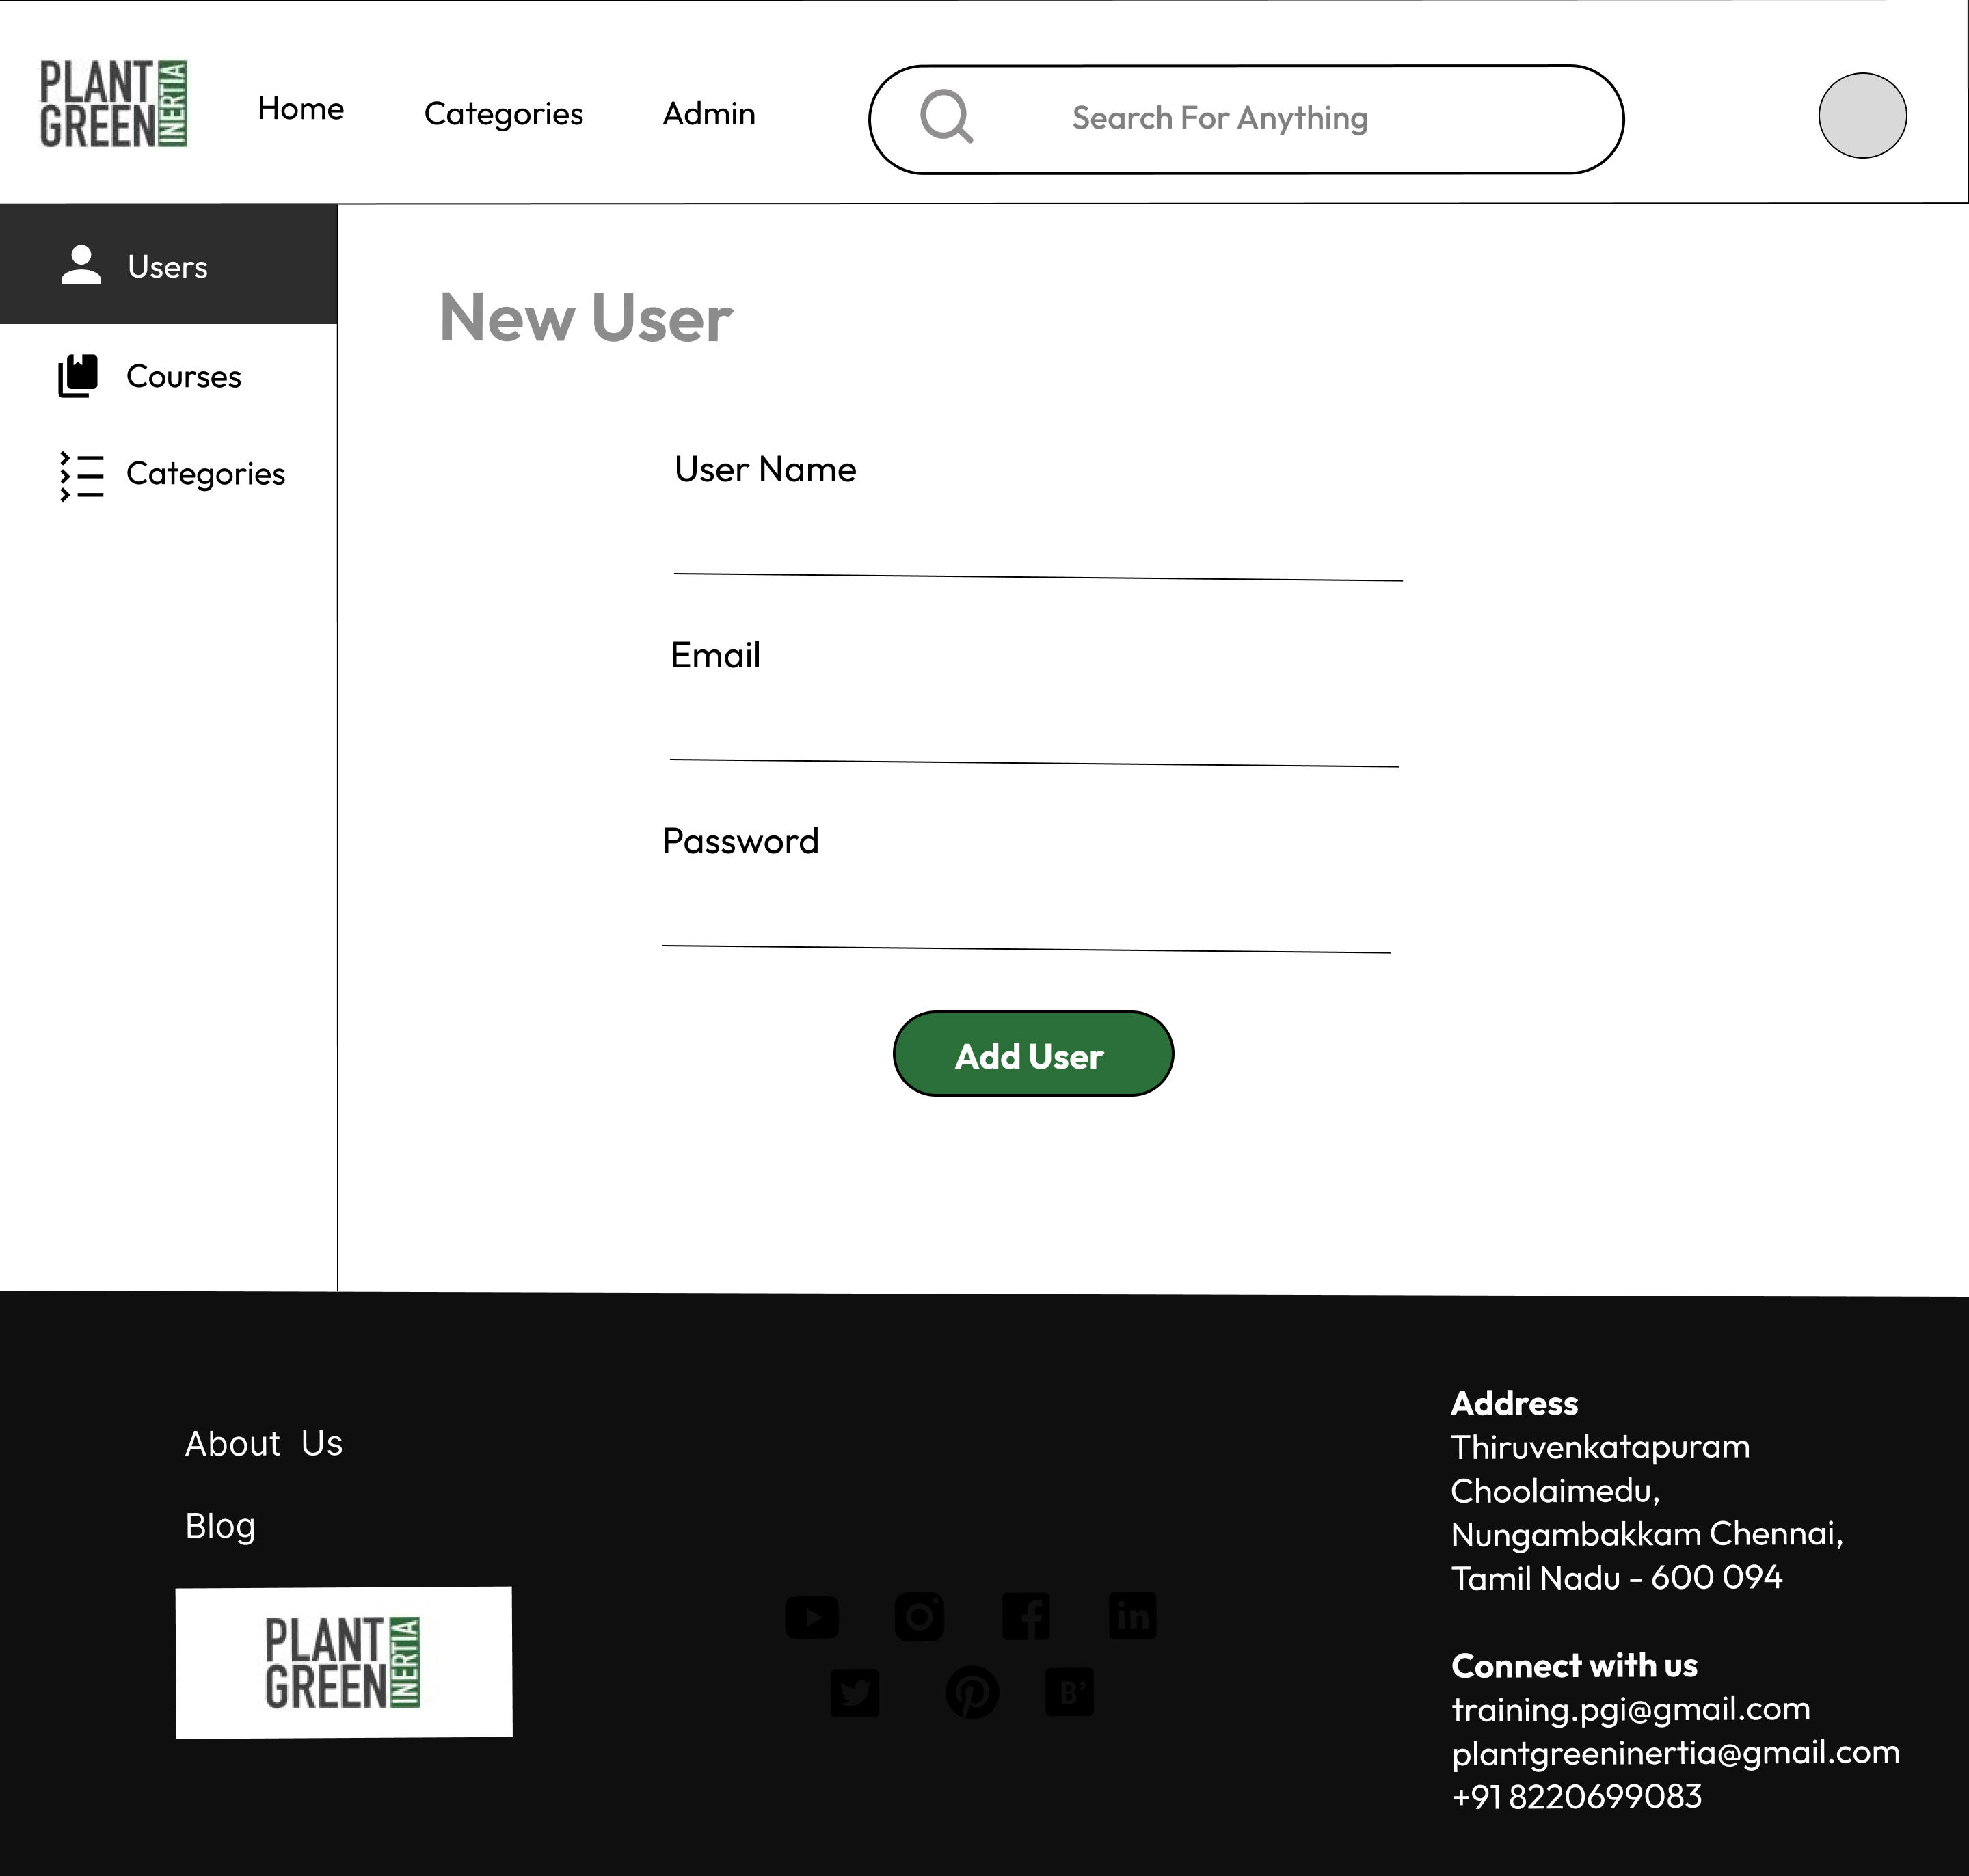 PLANT
GREEN
INERTIA
Home
Categories
Admin
Search For Anything
Users
Courses
Categories
New User
User Name
Email
Password
Add User
About Us
Blog
PLANT
GREEN
INERTIA
in
B'
Address
Thiruvenkatapuram
Choolaimedu,
Nungambakkam Chennai,
Tamil Nadu - 600 094
Connect with us
training.pgi@gmail.com
plantgreeninertia@gmail.com
+91 8220699083